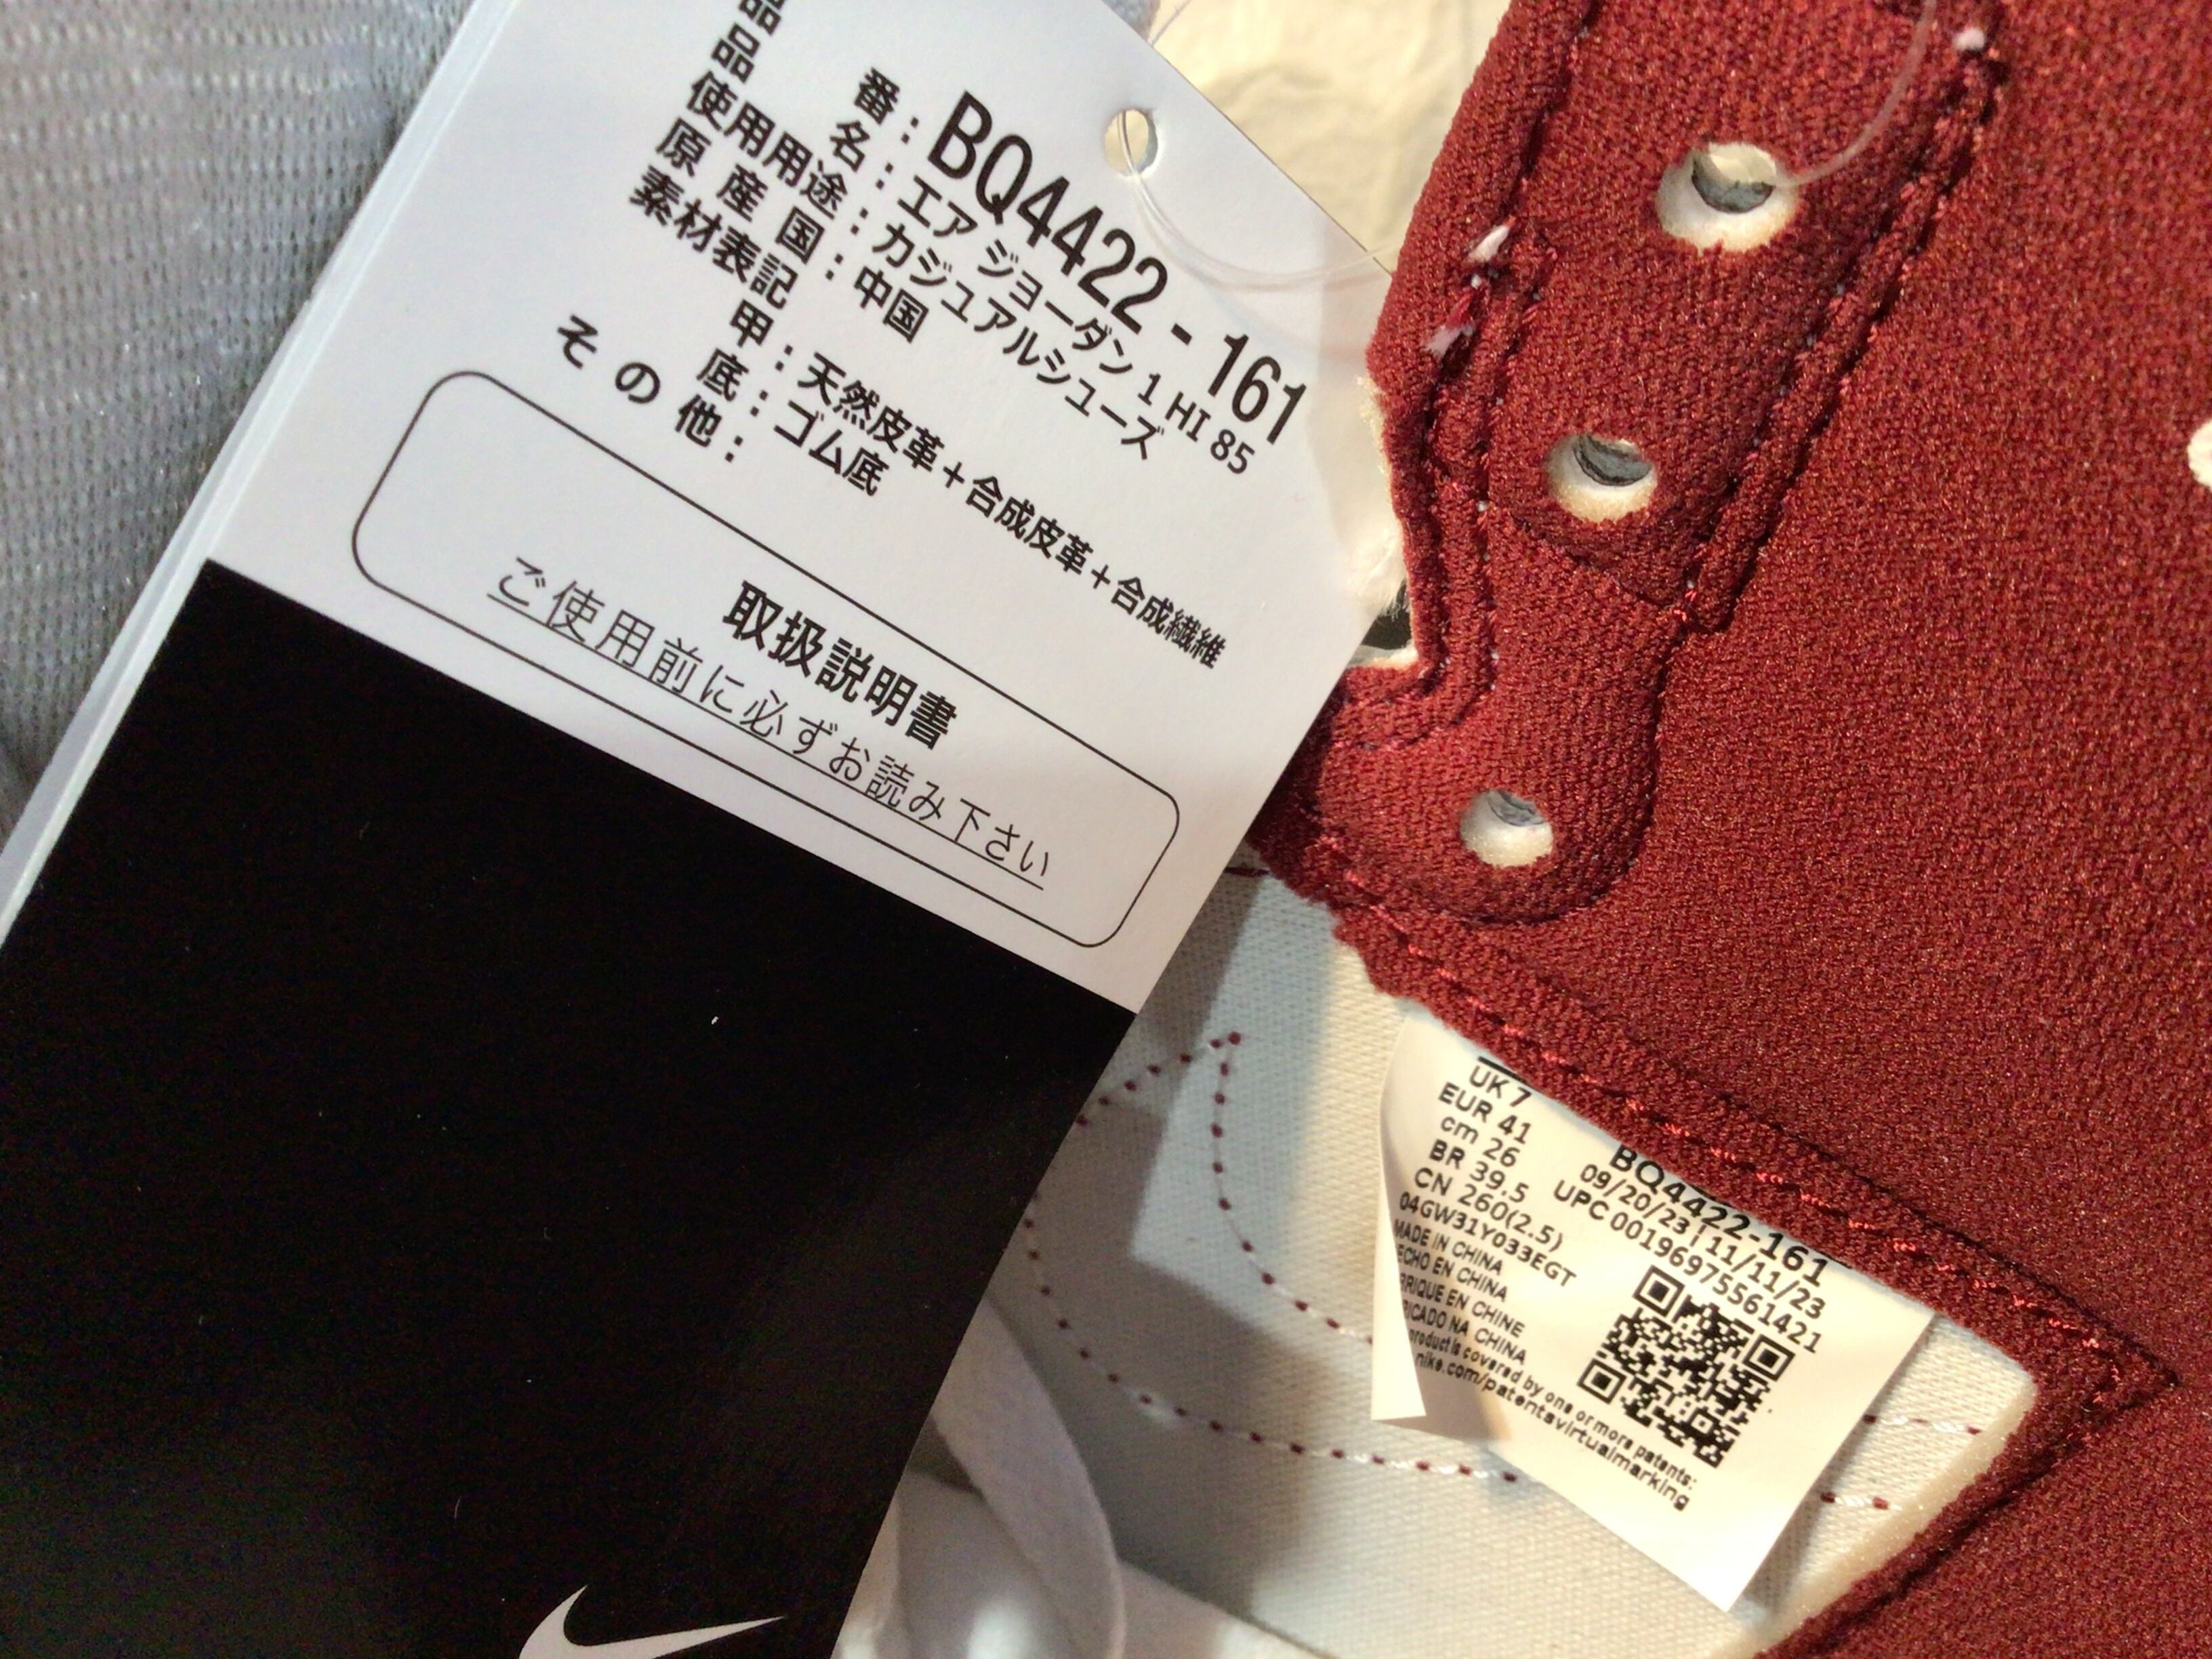 品 番 : BQ4422 - 161
品 名 : エア ジョーダン 1 HI 85
使用用途 : カジュアルシューズ
原 産 国 : 中国
素材表記
甲 : 天然皮革+合成皮革+合成繊維
底 : ゴム底
そ の 他 :
取扱説明書
ご使用前に必ずお読み下さい
UK 7
EUR 41
cm 26
BR 39.5
CN 260(2.5)
04GW31Y033EGT
MADE IN CHINA
ECHO EN CHINA
RIQUE EN CHINE
ICADO NA CHINA
product is covered by one or more patents:
nike.com/patentsvirtualmarking
BQ4422-161
09/20/23 | 11/11/23
UPC 00196975561421